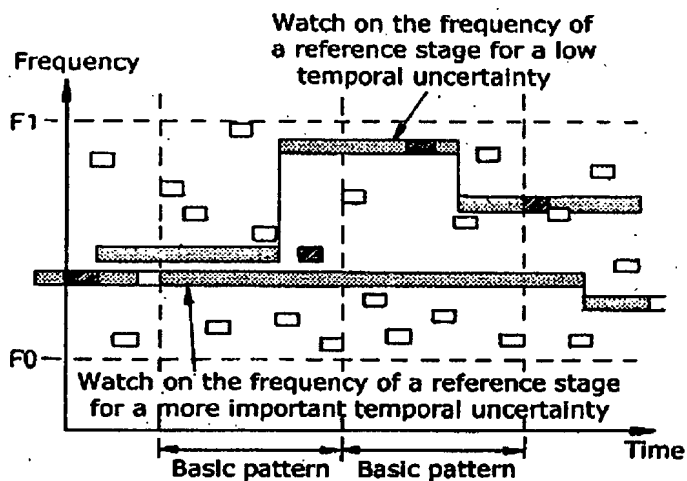 Watch on the frequency of
a reference stage for a low
temporal uncertainty
Frequency
F1
F0
Watch on the frequency of a reference stage
for a more important temporal uncertainty
Time
Basic pattern
Basic pattern